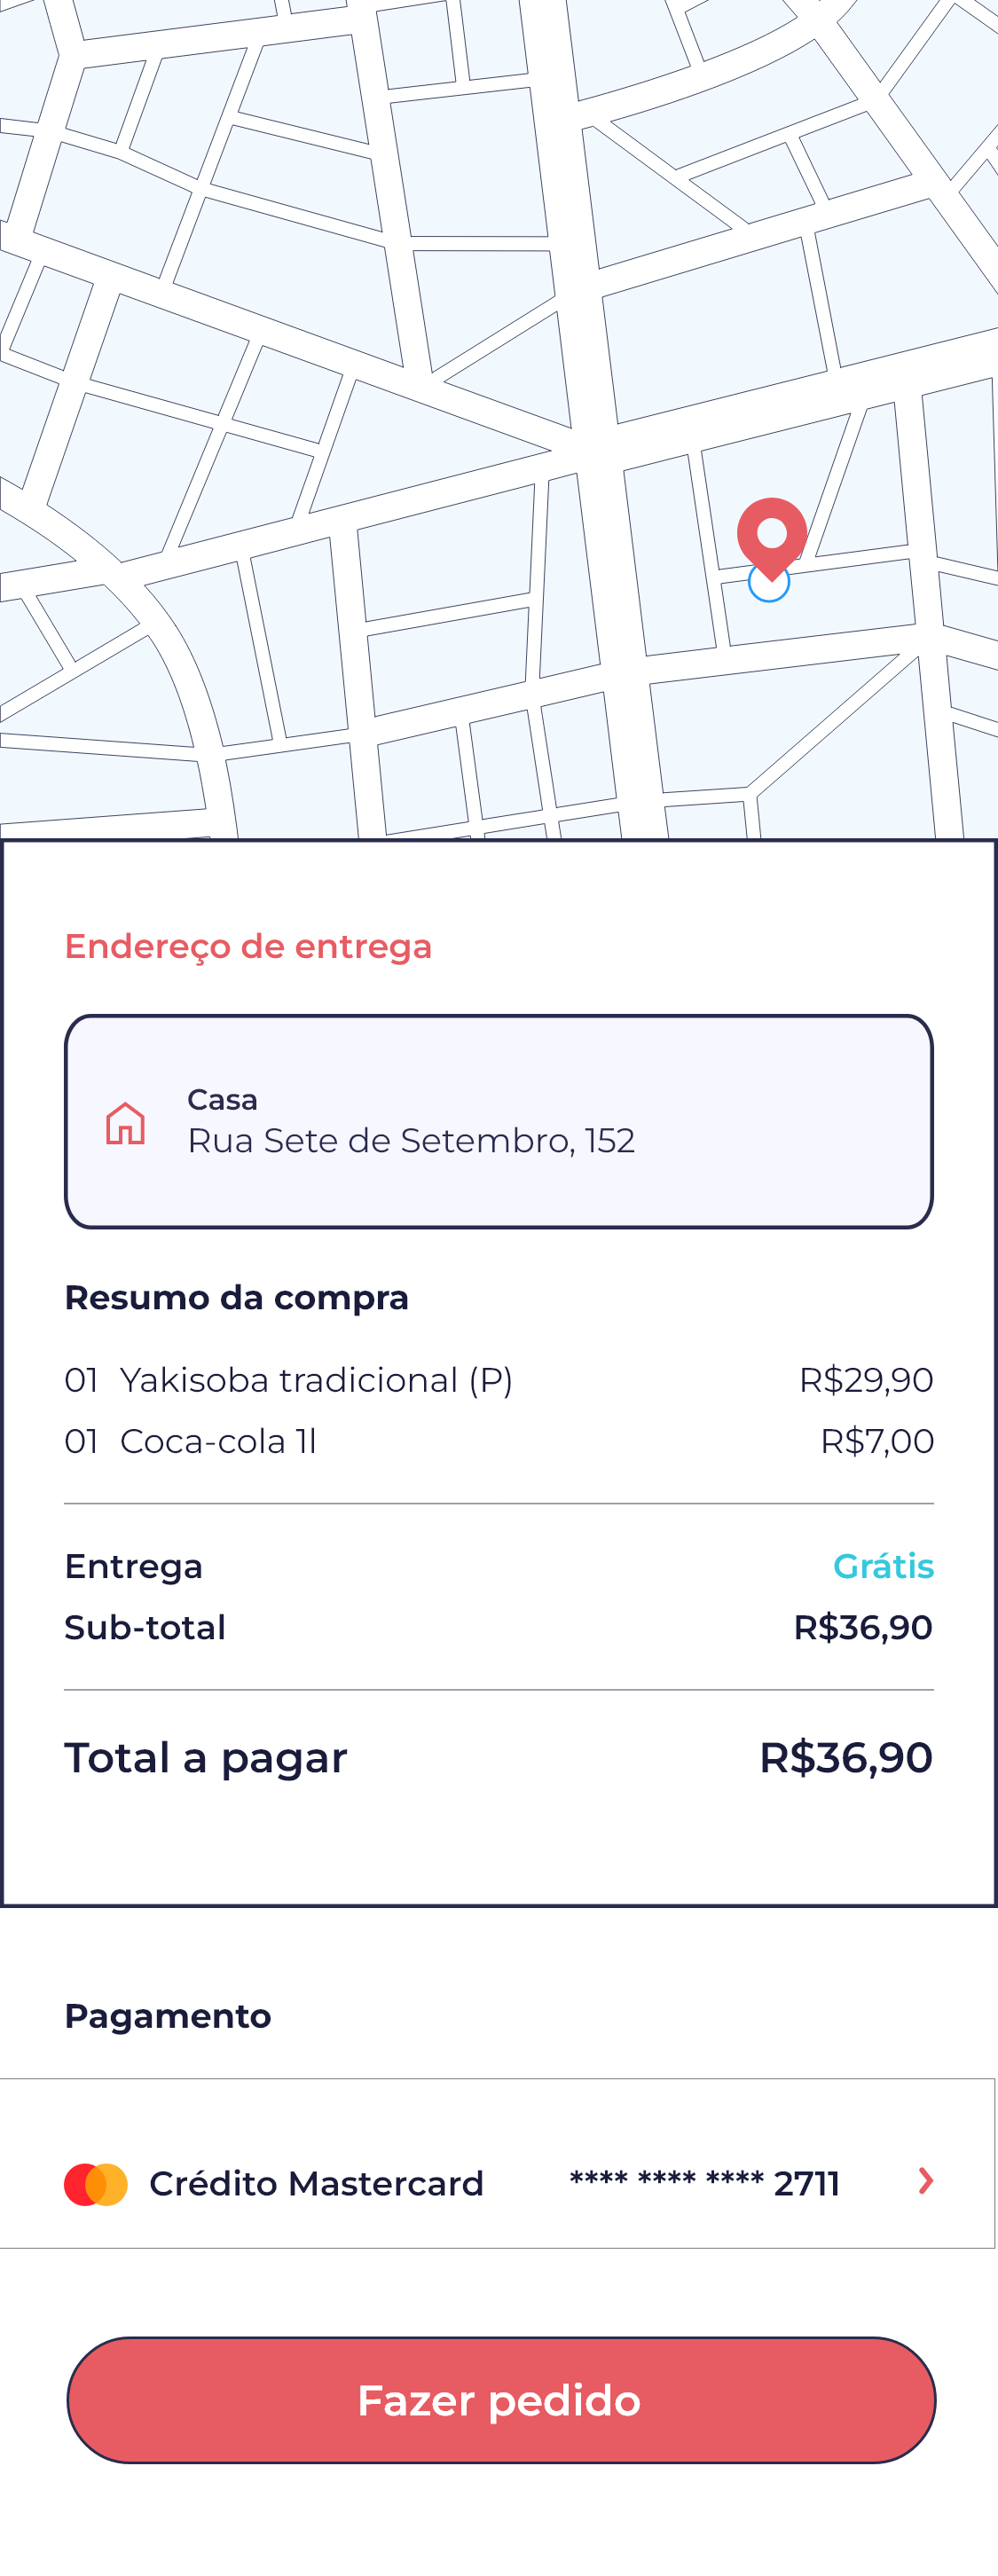 Endereço de entrega
Casa
Rua Sete de Setembro, 152
Resumo da compra
01 Yakisoba tradicional (P) R$29,90
01 Coca-cola 1l R$7,00
Entrega Grátis
Sub-total R$36,90
Total a pagar R$36,90
Pagamento
Crédito Mastercard **** **** **** 2711
Fazer pedido